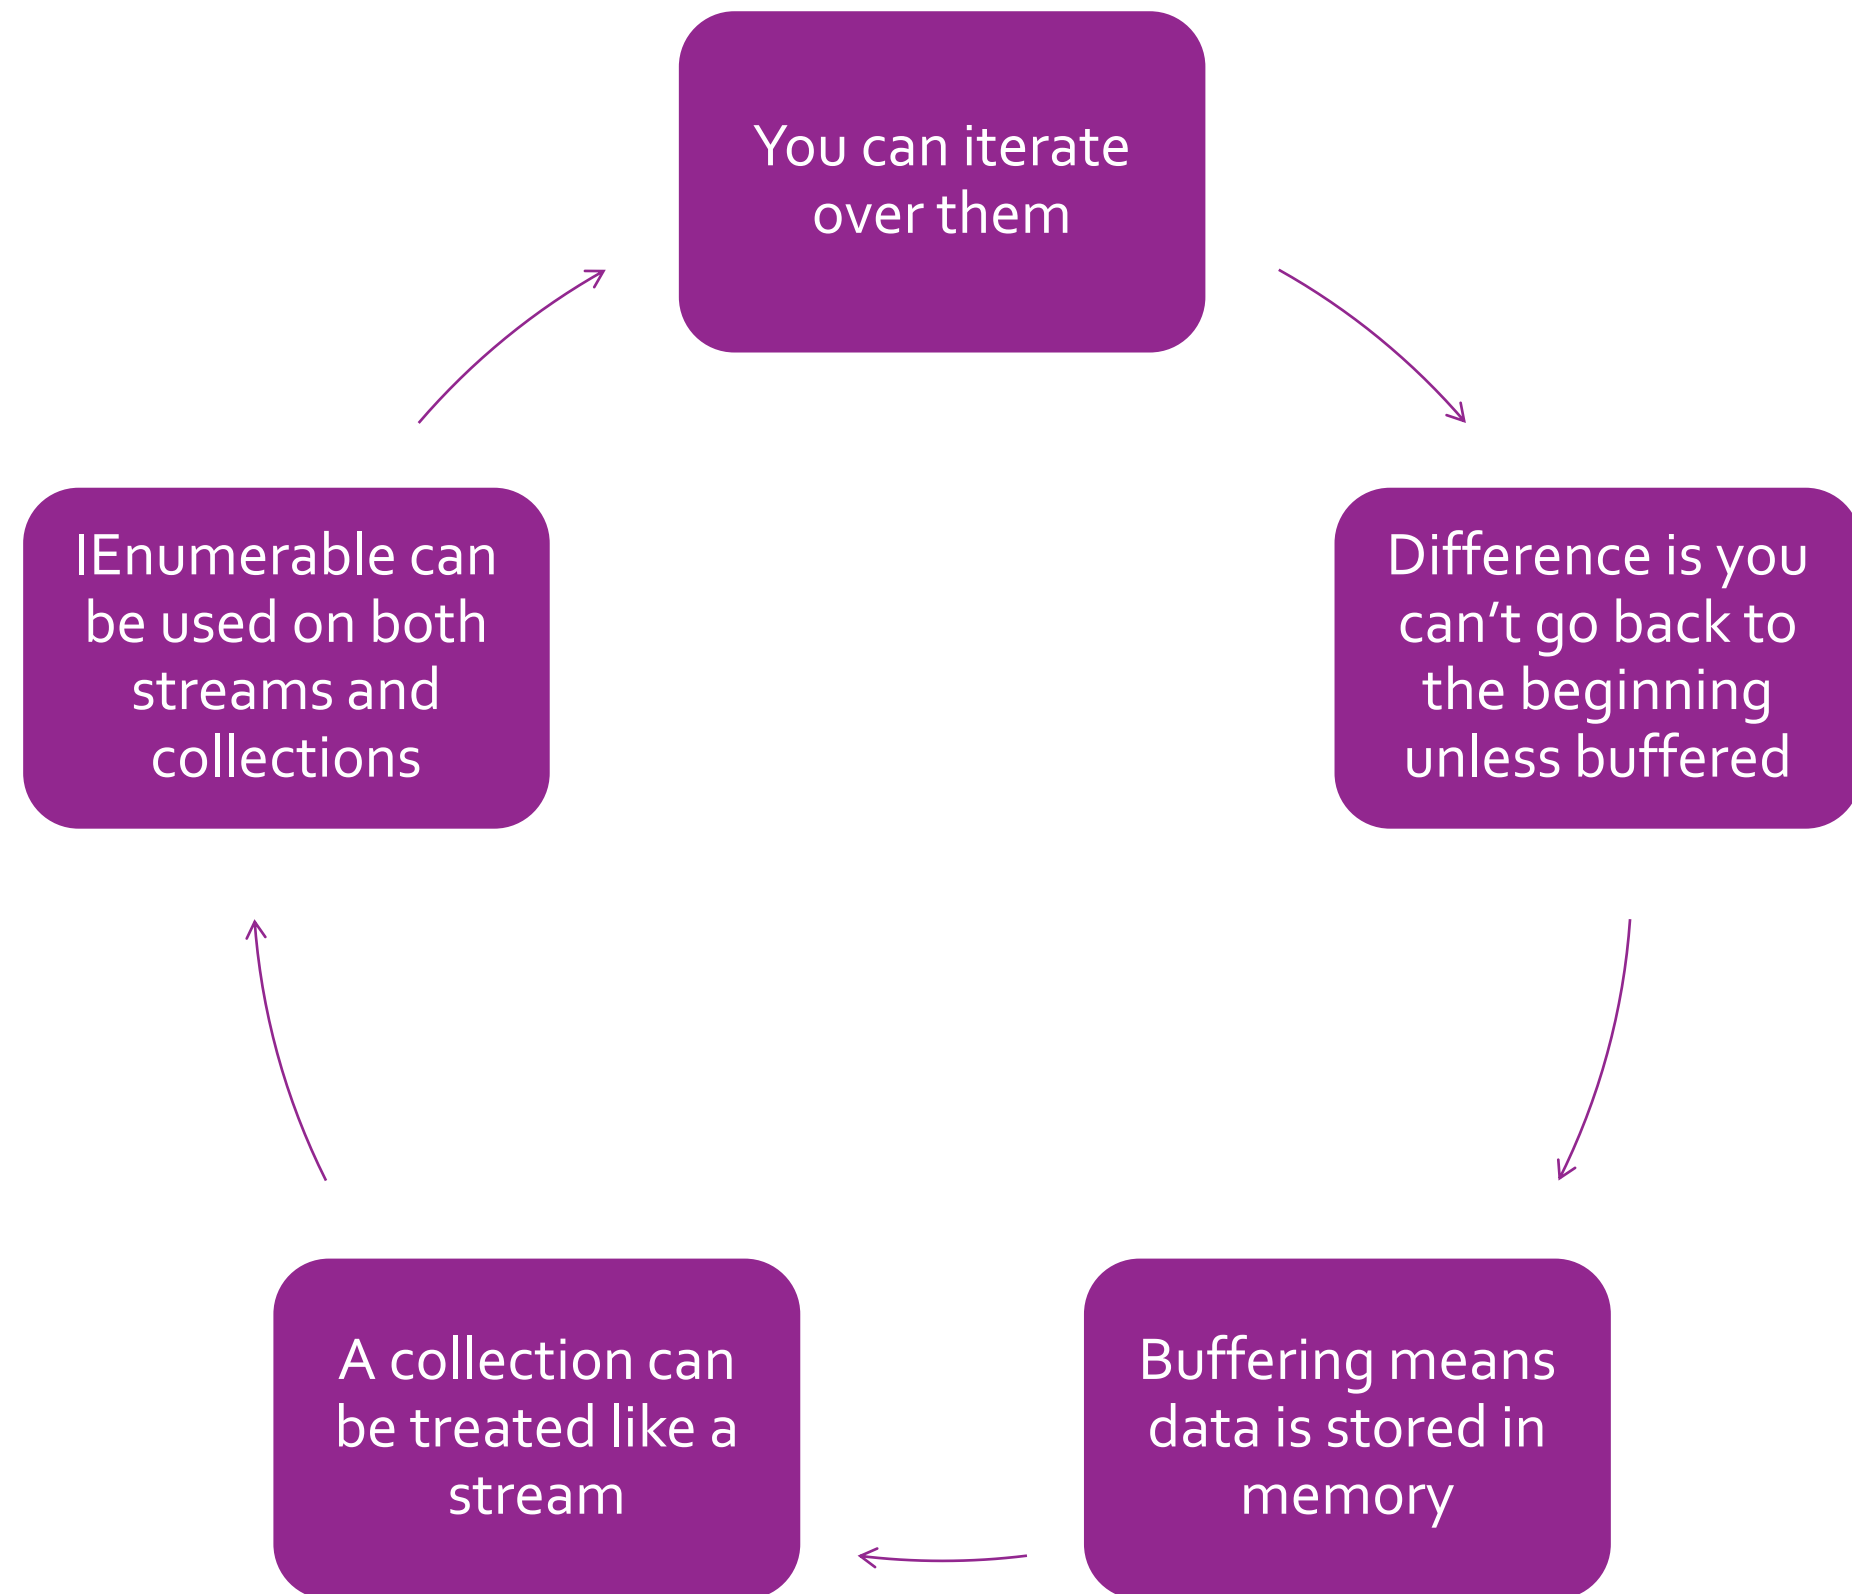 You can iterate
over them
Difference is you
can’t go back to
the beginning
unless buffered
Buffering means
data is stored in
memory
A collection can
be treated like a
stream
IEnumerable can
be used on both
streams and
collections